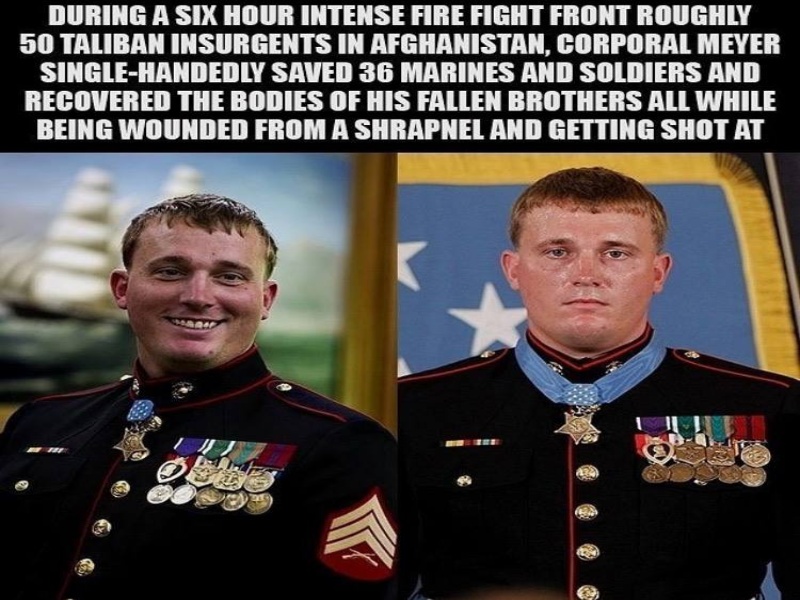 DURING A SIX HOUR INTENSE FIRE FIGHT FRONT ROUGHLY
50 TALIBAN INSURGENTS IN AFGHANISTAN, CORPORAL MEYER
SINGLE-HANDEDLY SAVED 36 MARINES AND SOLDIERS AND
RECOVERED THE BODIES OF HIS FALLEN BROTHERS ALL WHILE
BEING WOUNDED FROM A SHRAPNEL AND GETTING SHOT AT